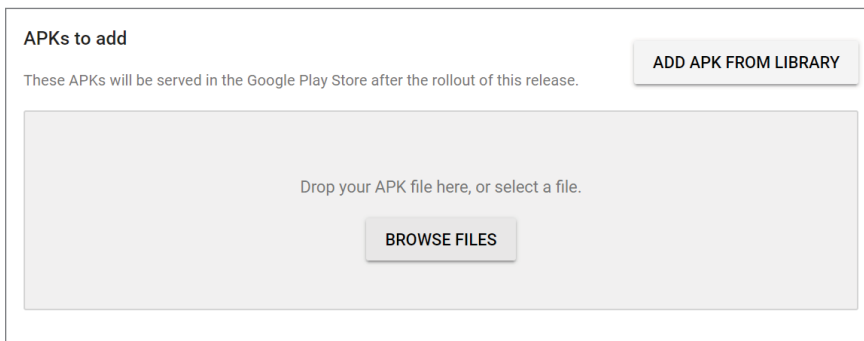 APKs to add
ADD APK FROM LIBRARY
These APKs will be served in the Google Play Store after the rollout of this release.
Drop your APK file here, or select a file.
BROWSE FILES